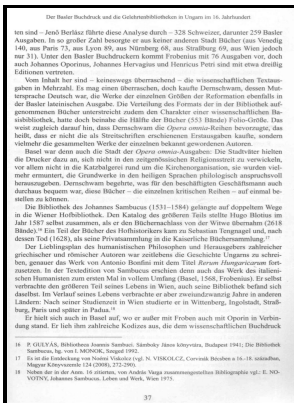 Der Basler Buchdruck und die Gelehrtenbibliotheken in Ungarn im 16. Jahrhundert
ten sind – Jenő Berlász führte diese Analyse durch – 328 Schweizer, darunter 259 Basler
Ausgaben. In so großer Zahl besorgte er aus keiner anderen Stadt Bücher (aus Venedig
140, aus Paris 73, aus Lyon 89, aus Nürnberg 68, aus Straßburg 69, aus Wien jedoch
nur 31). Unter den Basler Buchdruckern kommt Frobenius mit 76 Ausgaben vor, doch
auch Johannes Oporinus, Johannes Hervagius und Henricus Petri sind mit etwa dreißig
Editionen vertreten.
Vom Inhalt her sind – keineswegs überraschend – die wissenschaftlichen Textaus-
gaben in Mehrzahl. Es mag einen überraschen, doch kaufte Dernschwam, dessen Mut-
tersprache Deutsch war, die Werke der einzelnen Größen der Reformation ebenfalls in
der Basler lateinischen Ausgabe. Die Verteilung des Formats der in der Bibliothek auf-
genommenen Bücher unterstreicht zudem den Charakter einer wissenschaftlichen Ba-
sisbibliothek, hatte doch beinahe die Hälfte der Bücher (553 Bände) Folio-Größe. Das
weist zugleich darauf hin, dass Dernschwam die Opera omnia-Reihen bevorzugte, das
heißt, dass er nicht die als Streitschriften erschienenen Erstausgaben kaufte, sondern
vielmehr die gesammelten Werke der einzelnen bekannt gewordenen Autoren.
Basel war denn auch die Stadt der Opera omnia-Ausgaben: Die Stadtväter hielten
die Drucker dazu an, sich nicht in den zeitgenössischen Religionsstreit zu verwickeln,
vor allem nicht in die Katzbalgerei rund um die Kirchenorganisation, sie wurden viel-
mehr ermuntert, die Grundwerke in den heiligen Sprachen philologisch anspruchsvoll
herauszugeben. Dernschwam begehrte, was für den beschäftigten Geschäftsmann auch
durchaus bequem war, diese Bücher – die einzelnen kritischen Reihen – auf einmal be-
stellen zu können.
Die Bibliothek des Johannes Sambucus (1531–1584) gelangte auf doppeltem Wege
in die Wiener Hofbibliothek. Den Katalog des größeren Teils stellte Hugo Blotius im
Jahr 1587 selbst zusammen, als er den Büchernachlass von der Witwe übernahm (2618
Bände).16 Ein Teil der Bücher des Hofhistorikers kam zu Sebastian Tengnagel und, nach
dessen Tod (1628), als seine Privatsammlung in die Kaiserliche Büchersammlung.17
Der Lieblingsplan des humanistischen Philosophen und Herausgebers zahlreicher
griechischer und römischer Autoren war zeitlebens die Geschichte Ungarns zu schrei-
ben, genauer das Werk von Antonio Bonfini mit dem Titel Rerum Hungaricarum fort-
zusetzen. In der Textedition von Sambucus erschien denn auch das Werk des italieni-
schen Humanisten zum ersten Mal in vollem Umfang (Basel, 1568, Frobenius). Er selbst
verbrachte den größeren Teil seines Lebens in Wien, auch seine Bibliothek befand sich
daselbst. Im Verlauf seines Lebens verbrachte er aber zweiundzwanzig Jahre in anderen
Ländern: Nach seiner Studienzeit in Wien studierte er in Wittenberg, Ingolstadt, Straß-
burg, Paris und später in Padua.18
Er hielt sich auch in Basel auf, wo er außer mit Froben auch mit Oporin in Verbin-
dung stand. Er lieh ihm zahlreiche Kodizes aus, die dem wissenschaftlichen Buchdruck
16 P. GULYÁS, Bibliotheca Joannis Sambuci. Sámboky János könyvtára, Budapest 1941; Die Bibliothek
Sambucus, hg. von I. MONOK, Szeged 1992.
17 Es ist die Entdeckung von Noémi Viskolcz (vgl. N. VISKOLCZ, Corvinák Bécsben a 16–18. században,
Magyar Könyvszemle 124 (2008), 272-290).
18 Neben der in der Anm. 16 zitierten, von András Varga zusammengestellten Bibliographie vgl.: E. NO-
VOTNY, Johannes Sambucus. Leben und Werk, Wien 1975.
37